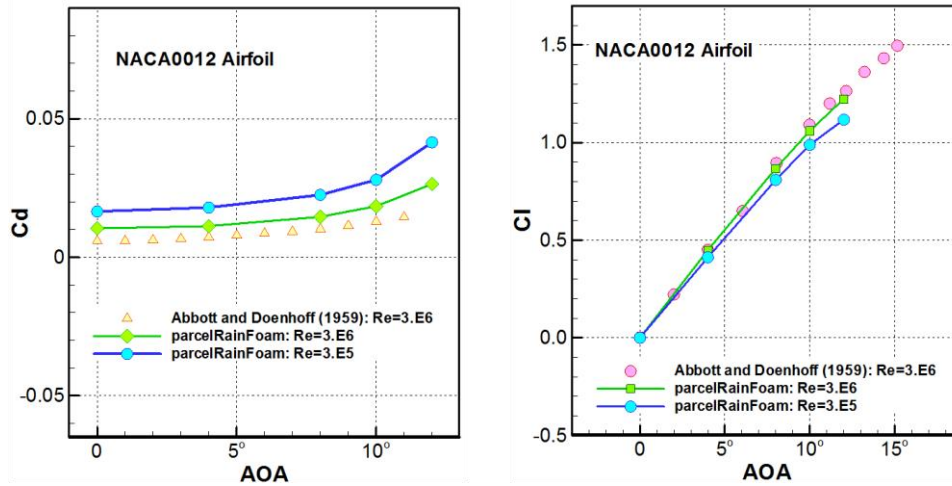 NACA0012 Airfoil
0.05
0
-0.05
Cd
Abbott and Doenhoff (1959): Re=3.E6
parcelRainFoam: Re=3.E6
parcelRainFoam: Re=3.E5
0 5° 10°
AOA
1.5
NACA0012 Airfoil
1.0
0.5
0.0
-0.5
Cl
Abbott and Doenhoff (1959): Re=3.E6
parcelRainFoam: Re=3.E6
parcelRainFoam: Re=3.E5
0 5° 10° 15°
AOA